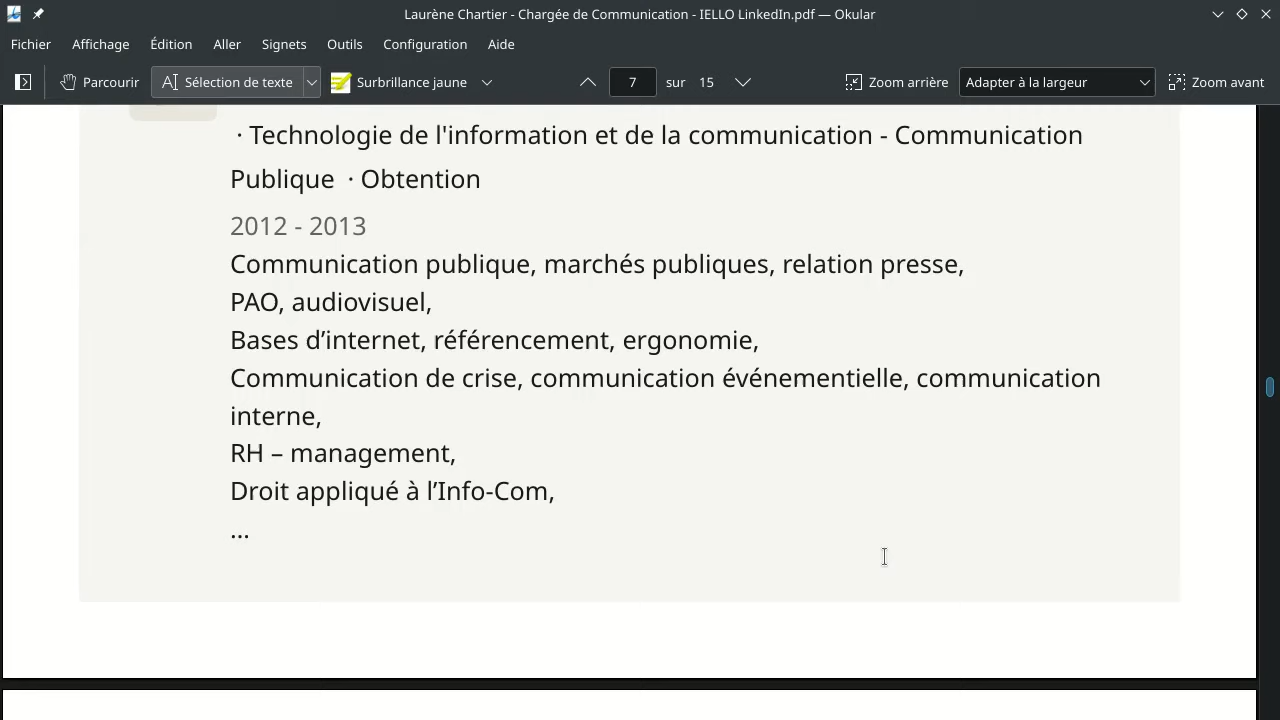 Laurène Chartier - Chargée de Communication - IELLO LinkedIn.pdf — Okular
Fichier Affichage Édition Aller Signets Outils Configuration Aide
Parcourir Sélection de texte Surbrillance jaune 7 sur 15 Zoom arrière Adapter à la largeur Zoom avant
· Technologie de l'information et de la communication - Communication
Publique · Obtention
2012 - 2013
Communication publique, marchés publiques, relation presse,
PAO, audiovisuel,
Bases d’internet, référencement, ergonomie,
Communication de crise, communication événementielle, communication
interne,
RH – management,
Droit appliqué à l’Info-Com,
...